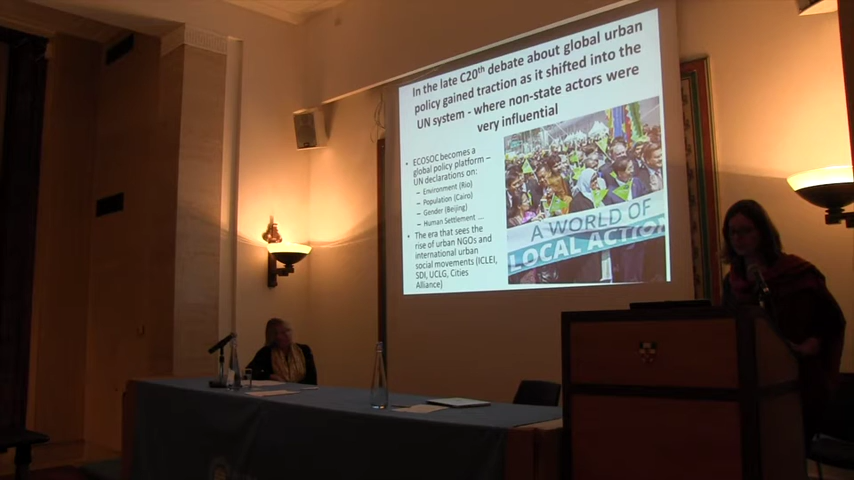 In the late C20th debate about global urban
policy gained traction as it shifted into the
UN system - where non-state actors were
very influential
• ECOSOC becomes a
global policy platform –
UN declarations on:
– Environment (Rio)
– Population (Cairo)
– Gender (Beijing)
– Human Settlement ...
• The era that sees the
rise of urban NGOs and
international urban
social movements (ICLEI,
SDI, UCLG, Cities
Alliance)
A WORLD OF
LOCAL ACTION